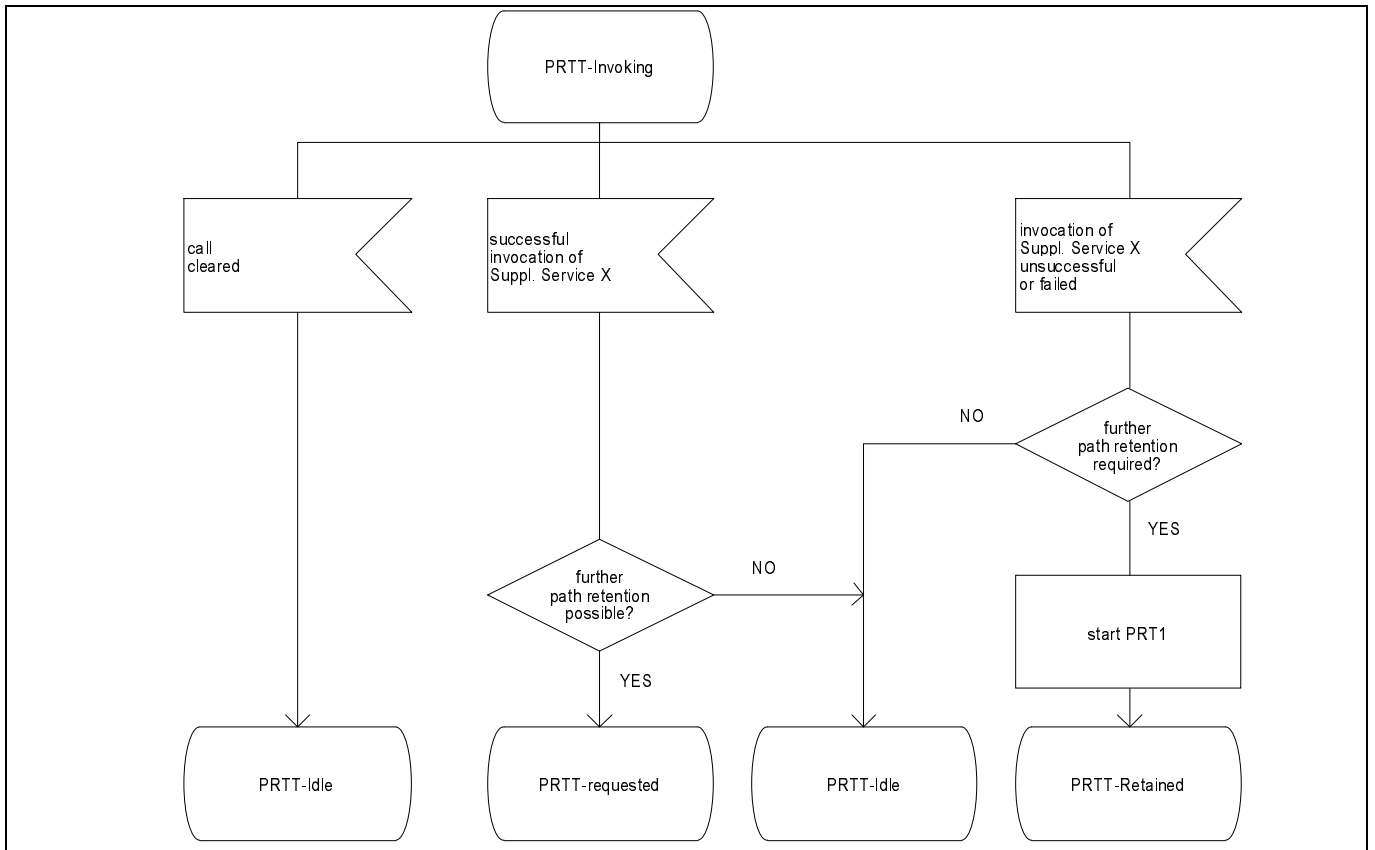 PRTT-Invoking
call
cleared
successful
invocation of
Suppl. Service X
invocation of
Suppl. Service X
unsuccessful
or failed
NO
further
path retention
required?
YES
NO
further
path retention
possible?
start PRT1
YES
PRTT-Idle
PRTT-requested
PRTT-Idle
PRTT-Retained